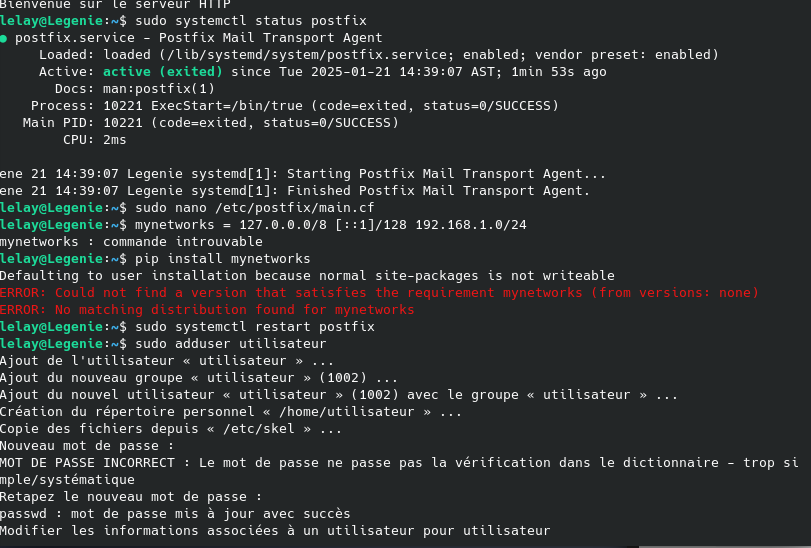 Bienvenue sur le serveur HTTP
lelay@Legenie:~$ sudo systemctl status postfix
● postfix.service - Postfix Mail Transport Agent
Loaded: loaded (/lib/systemd/system/postfix.service; enabled; vendor preset: enabled)
Active: active (exited) since Tue 2025-01-21 14:39:07 AST; 1min 53s ago
Docs: man:postfix(1)
Process: 10221 ExecStart=/bin/true (code=exited, status=0/SUCCESS)
Main PID: 10221 (code=exited, status=0/SUCCESS)
CPU: 2ms
ene 21 14:39:07 Legenie systemd[1]: Starting Postfix Mail Transport Agent...
ene 21 14:39:07 Legenie systemd[1]: Finished Postfix Mail Transport Agent.
lelay@Legenie:~$ sudo nano /etc/postfix/main.cf
lelay@Legenie:~$ mynetworks = 127.0.0.0/8 [::1]/128 192.168.1.0/24
mynetworks : commande introuvable
lelay@Legenie:~$ pip install mynetworks
Defaulting to user installation because normal site-packages is not writeable
ERROR: Could not find a version that satisfies the requirement mynetworks (from versions: none)
ERROR: No matching distribution found for mynetworks
lelay@Legenie:~$ sudo systemctl restart postfix
lelay@Legenie:~$ sudo adduser utilisateur
Ajout de l'utilisateur « utilisateur » ...
Ajout du nouveau groupe « utilisateur » (1002) ...
Ajout du nouvel utilisateur « utilisateur » (1002) avec le groupe « utilisateur » ...
Création du répertoire personnel « /home/utilisateur » ...
Copie des fichiers depuis « /etc/skel » ...
Nouveau mot de passe :
MOT DE PASSE INCORRECT : Le mot de passe ne passe pas la vérification dans le dictionnaire - trop si
mple/systématique
Retapez le nouveau mot de passe :
passwd : mot de passe mis à jour avec succès
Modifier les informations associées à un utilisateur pour utilisateur